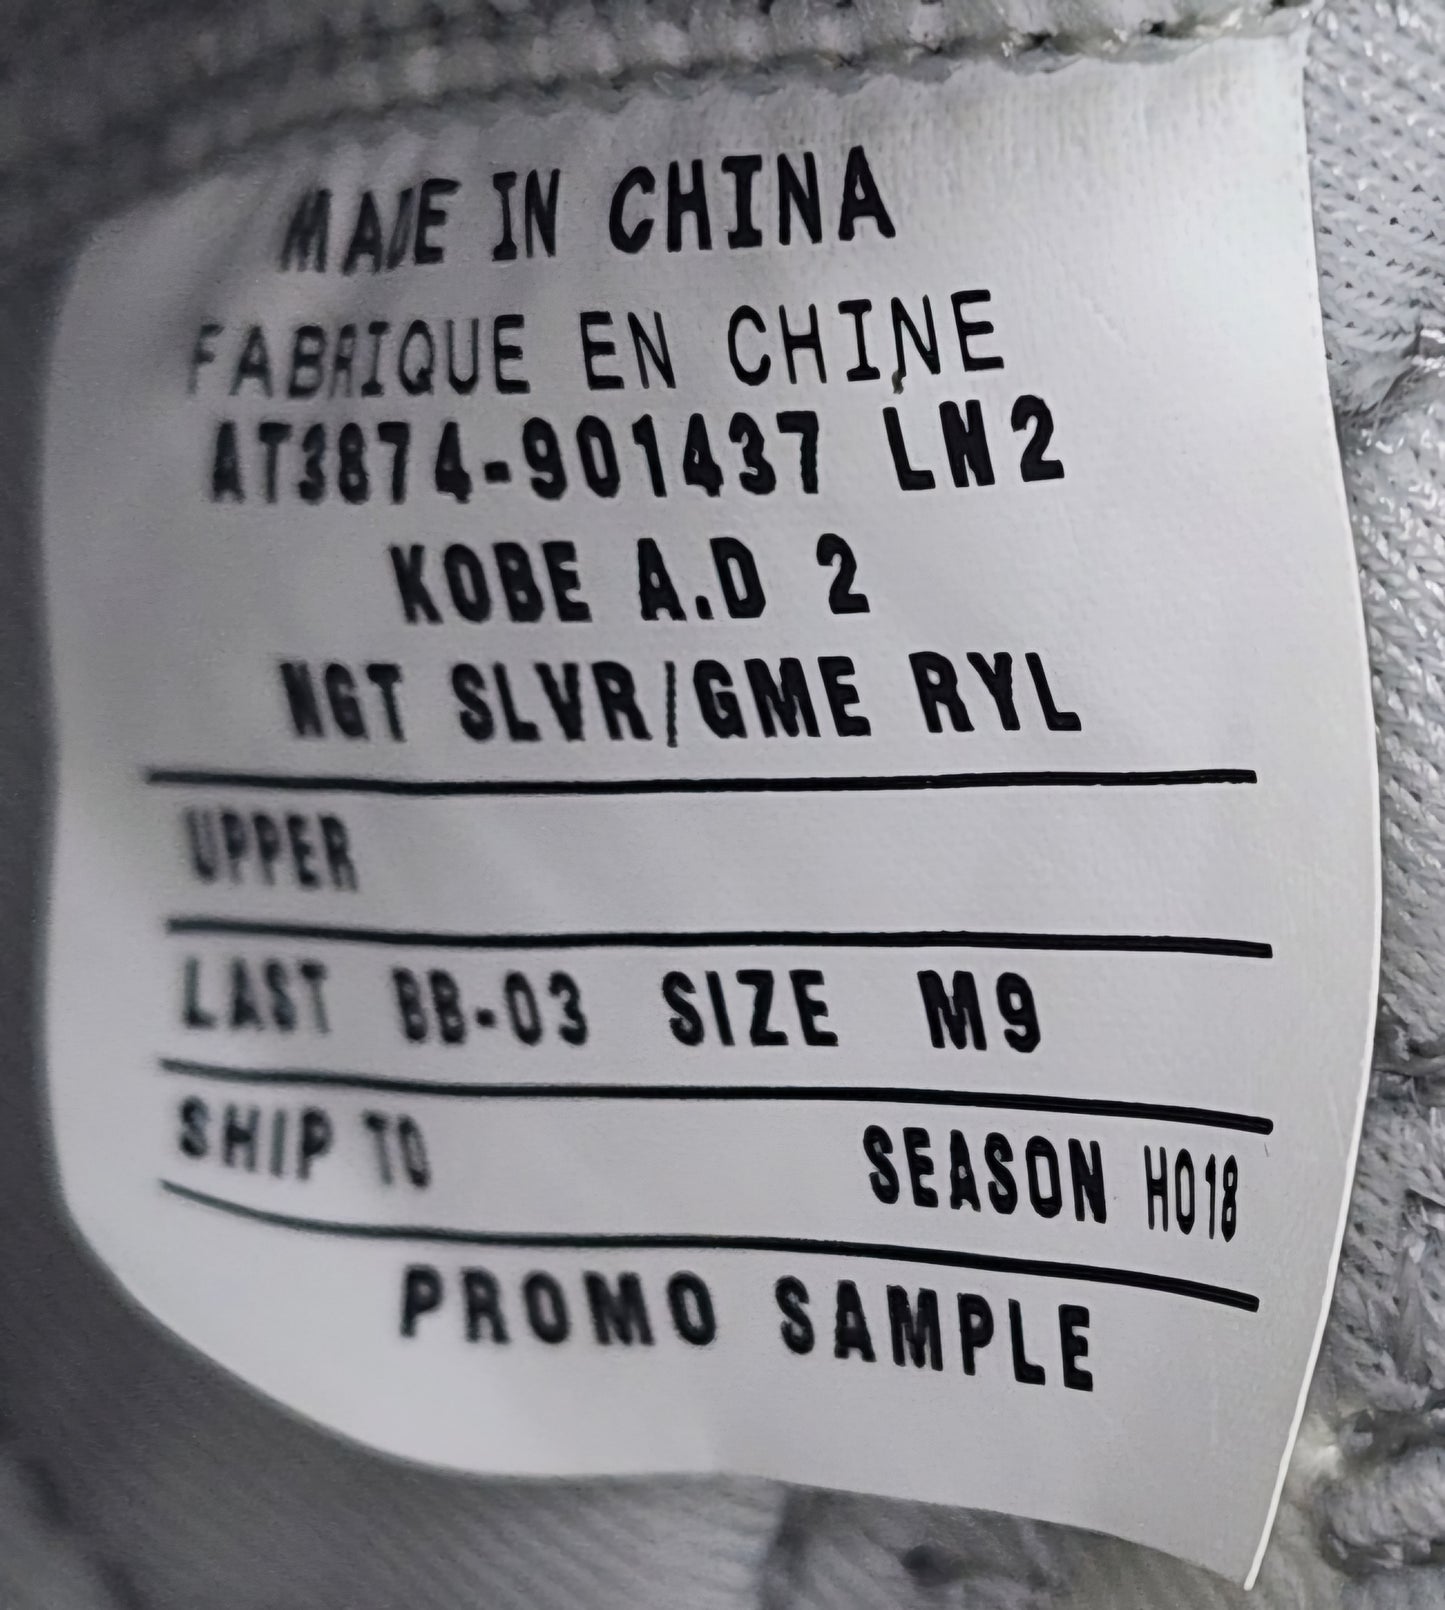 MADE IN CHINA
FABRIQUE EN CHINE
AT3874-901437 LN2
KOBE A.D 2
NGT SLVR/GME RYL
UPPER
LAST BB-03 SIZE M9
SHIP TO SEASON HO18
PROMO SAMPLE